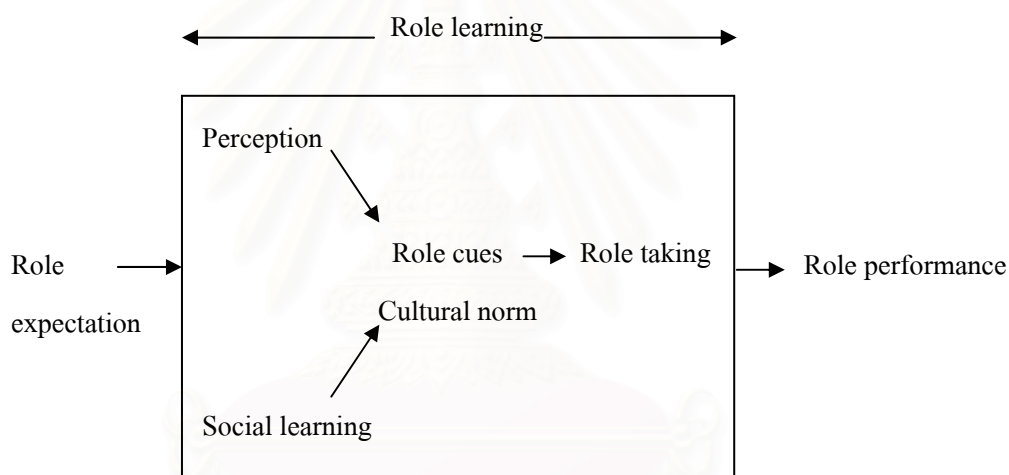 Role learning
Perception
Role cues
Role taking
Role
expectation
Role performance
Cultural norm
Social learning